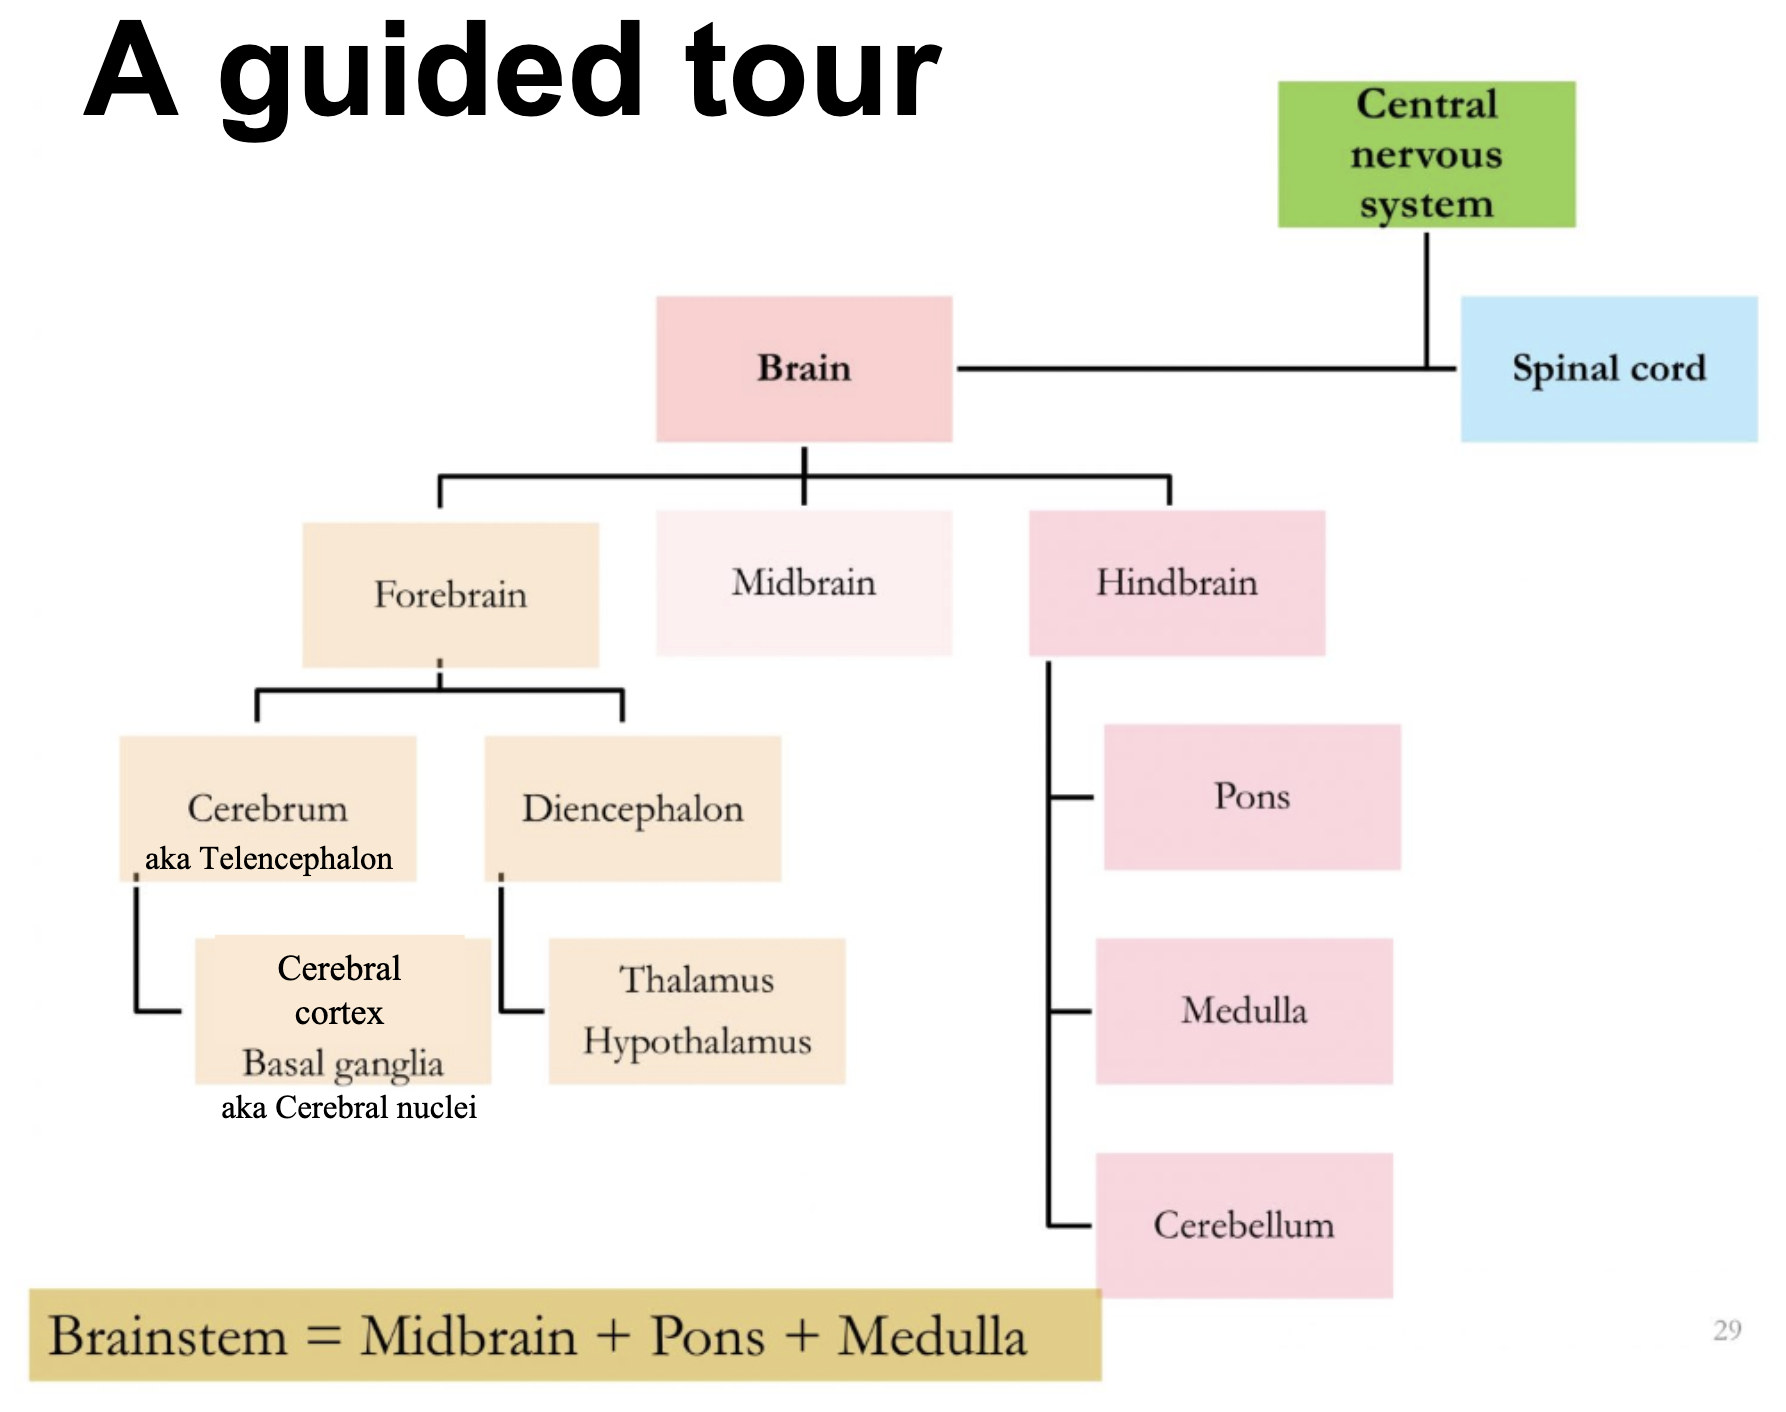 A guided tour
Central
nervous
system
Brain
Spinal cord
Forebrain
Midbrain
Hindbrain
Cerebrum
aka Telencephalon
Diencephalon
Pons
Cerebral
cortex
Basal ganglia
aka Cerebral nuclei
Thalamus
Hypothalamus
Medulla
Cerebellum
Brainstem = Midbrain + Pons + Medulla
29